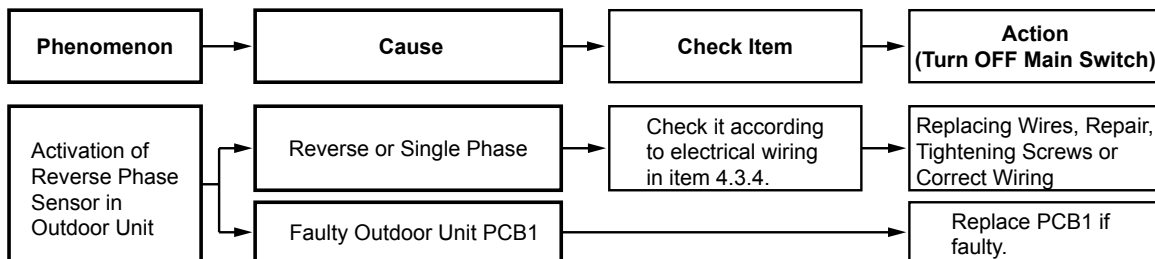 Phenomenon
Cause
Check Item
Action
(Turn OFF Main Switch)
Activation of
Reverse Phase
Sensor in
Outdoor Unit
Reverse or Single Phase
Check it according
to electrical wiring
in item 4.3.4.
Replacing Wires, Repair,
Tightening Screws or
Correct Wiring
Faulty Outdoor Unit PCB1
Replace PCB1 if
faulty.